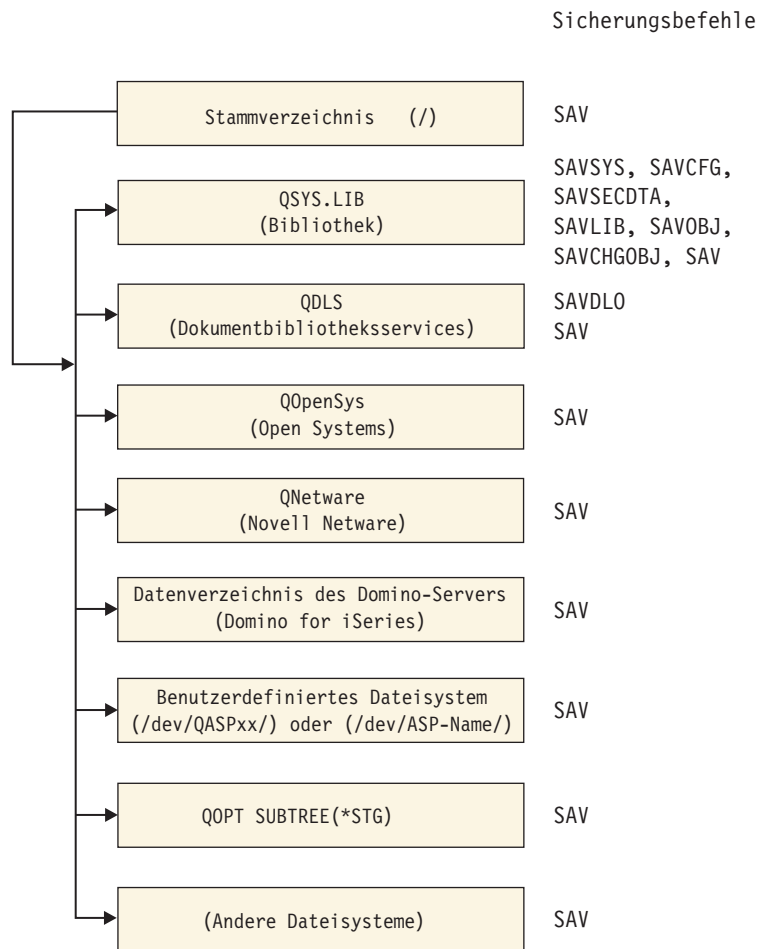 Sicherungsbefehle
Stammverzeichnis (/)
SAV
QSYS.LIB
(Bibliothek)
SAVSYS, SAVCFG,
SAVSECDTA,
SAVLIB, SAVOBJ,
SAVCHGOBJ, SAV
QDLS
(Dokumentbibliotheksservices)
SAVDLO
SAV
QOpenSys
(Open Systems)
SAV
QNetware
(Novell Netware)
SAV
Datenverzeichnis des Domino-Servers
(Domino for iSeries)
SAV
Benutzerdefiniertes Dateisystem
(/dev/QASPxx/) oder (/dev/ASP-Name/)
SAV
QOPT SUBTREE(*STG)
SAV
(Andere Dateisysteme)
SAV